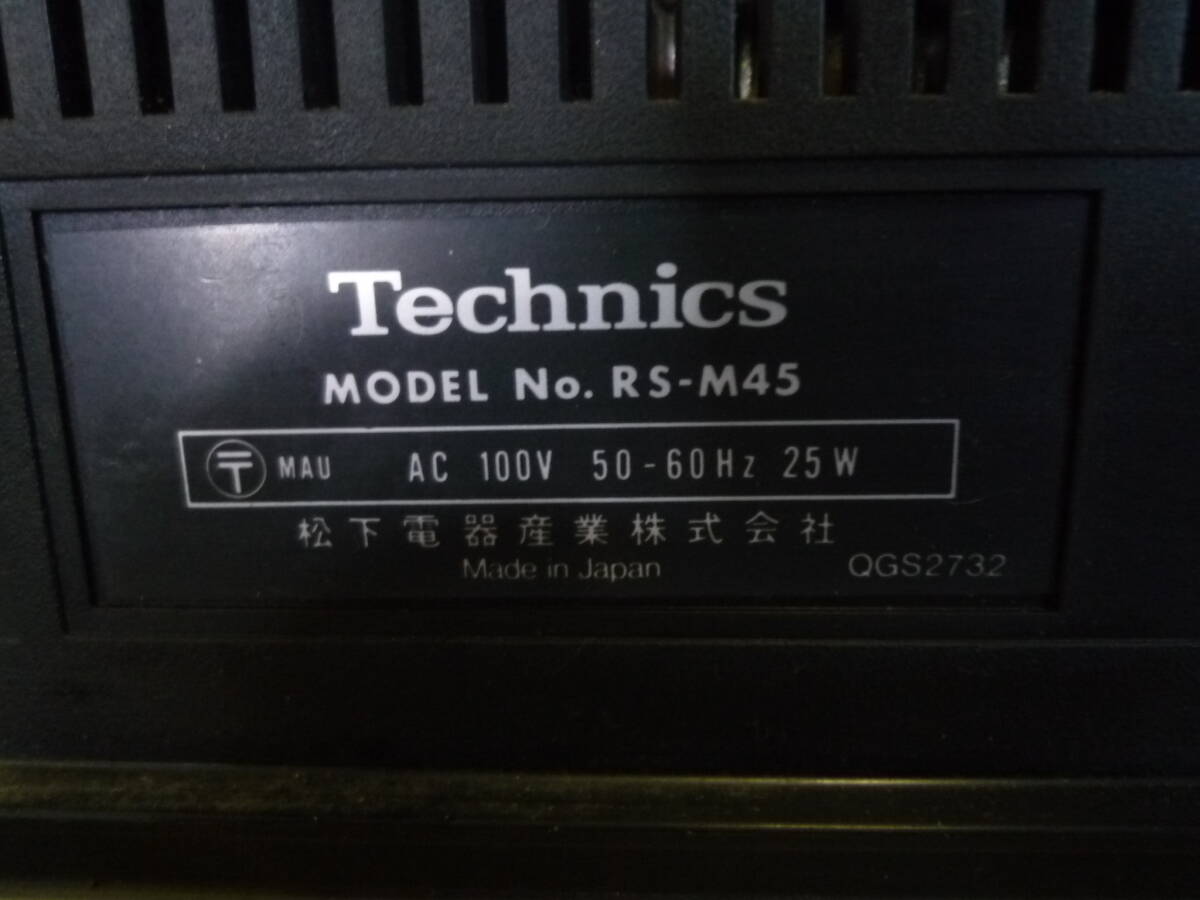 Technics
MODEL No. RS-M45
〒 MAU AC 100V 50-60Hz 25W
松下電器産業株式会社
Made in Japan QGS2732